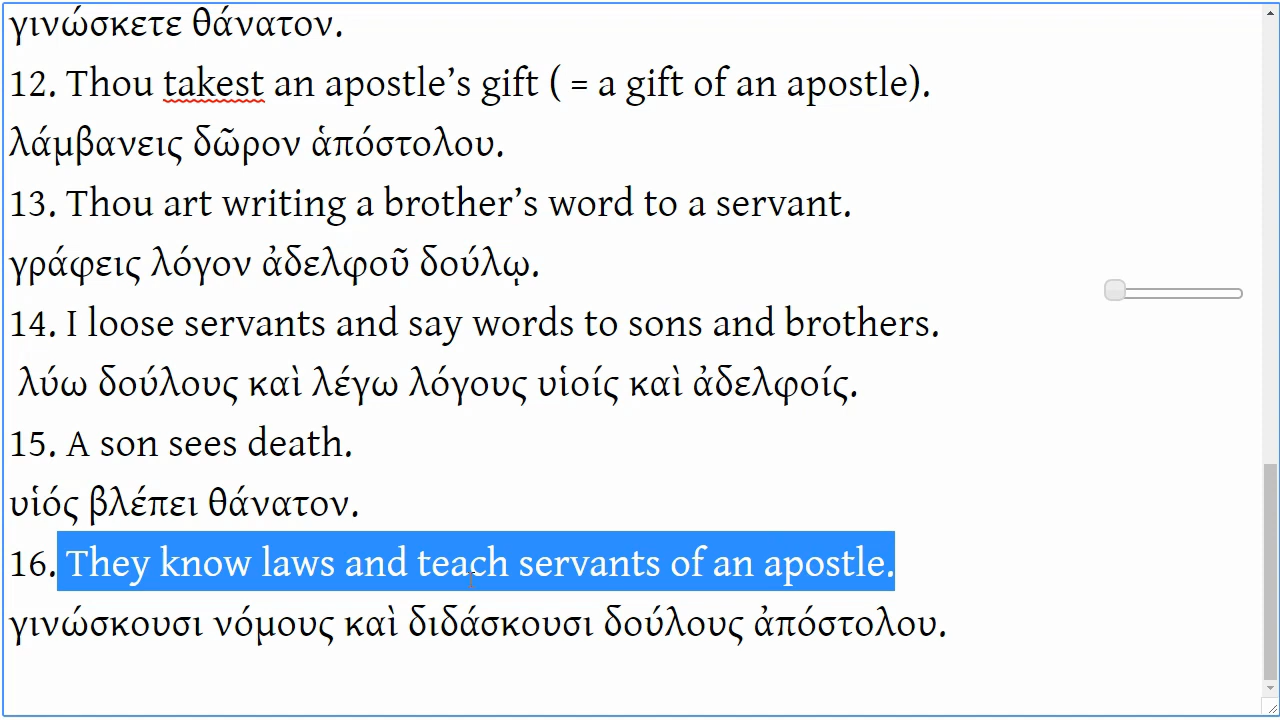 γινώσκετε θάνατον.
12. Thou takest an apostle’s gift ( = a gift of an apostle).
λάμβανεις δῶρον ἁπόστολου.
13. Thou art writing a brother’s word to a servant.
γράφεις λόγον ἀδελφοῦ δούλῳ.
14. I loose servants and say words to sons and brothers.
λύω δούλους καὶ λέγω λόγους υἱοίς καὶ ἀδελφοίς.
15. A son sees death.
υἱός βλέπει θάνατον.
16. They know laws and teach servants of an apostle.
γινώσκουσι νόμους καὶ διδάσκουσι δούλους ἀπόστολου.